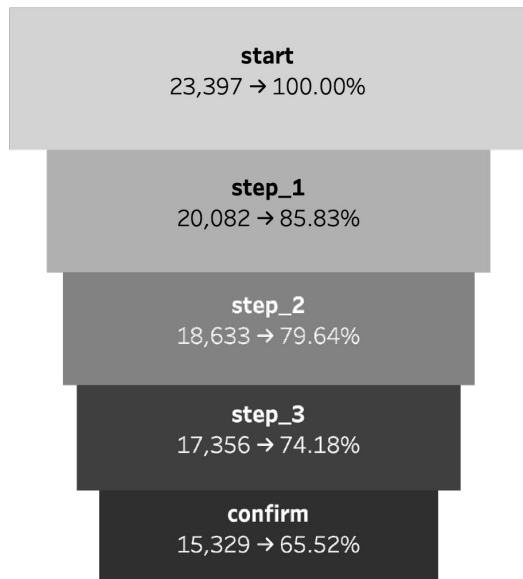 start
23,397 → 100.00%
step_1
20,082 → 85.83%
step_2
18,633 → 79.64%
step_3
17,356 → 74.18%
confirm
15,329 → 65.52%